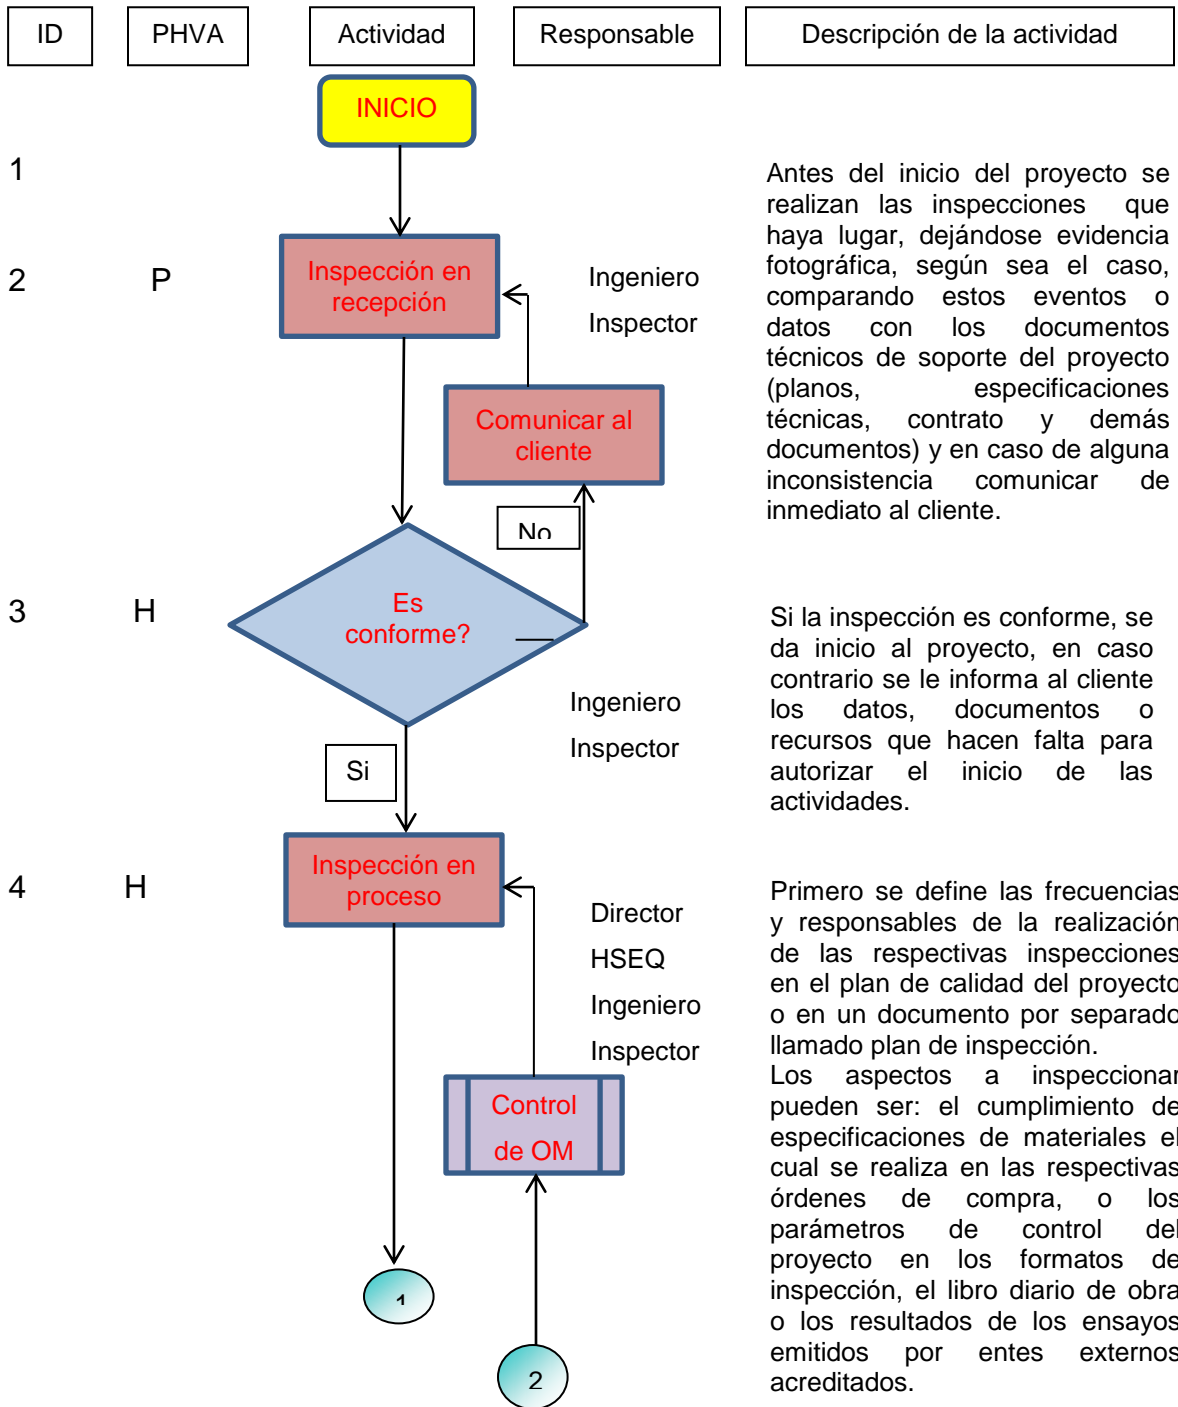 ID PHVA Actividad Responsable Descripción de la actividad
INICIO
1
Antes del inicio del proyecto se
realizan las inspecciones que
haya lugar, dejándose evidencia
fotográfica, según sea el caso,
comparando estos eventos o
datos con los documentos
técnicos de soporte del proyecto
(planos, especificaciones
técnicas, contrato y demás
documentos) y en caso de alguna
inconsistencia comunicar de
inmediato al cliente.
2 P
Inspección en
recepción
Ingeniero
Inspector
Comunicar al
cliente
No
3 H
Es
conforme?
Ingeniero
Inspector
Si la inspección es conforme, se
da inicio al proyecto, en caso
contrario se le informa al cliente
los datos, documentos o
recursos que hacen falta para
autorizar el inicio de las
actividades.
Si
4 H
Inspección en
proceso
Director
HSEQ
Ingeniero
Inspector
Primero se define las frecuencias
y responsables de la realización
de las respectivas inspecciones
en el plan de calidad del proyecto
o en un documento por separado
llamado plan de inspección.
Los aspectos a inspeccionar
pueden ser: el cumplimiento de
especificaciones de materiales el
cual se realiza en las respectivas
órdenes de compra, o los
parámetros de control del
proyecto en los formatos de
inspección, el libro diario de obra
o los resultados de los ensayos
emitidos por entes externos
acreditados.
Control
de OM
1
2